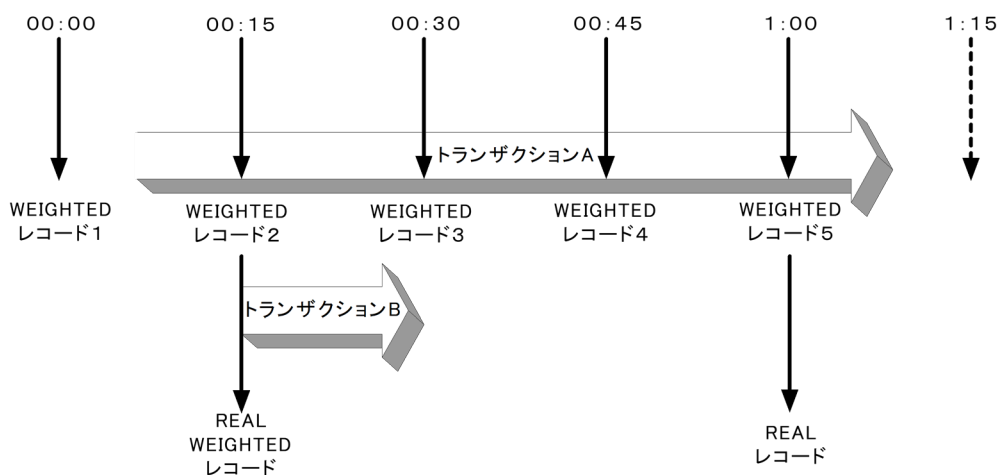 00:00
00:15
00:30
00:45
1:00
1:15
トランザクションA
WEIGHTED
レコード1
WEIGHTED
レコード2
WEIGHTED
レコード3
WEIGHTED
レコード4
WEIGHTED
レコード5
トランザクションB
REAL
WEIGHTED
レコード
REAL
レコード